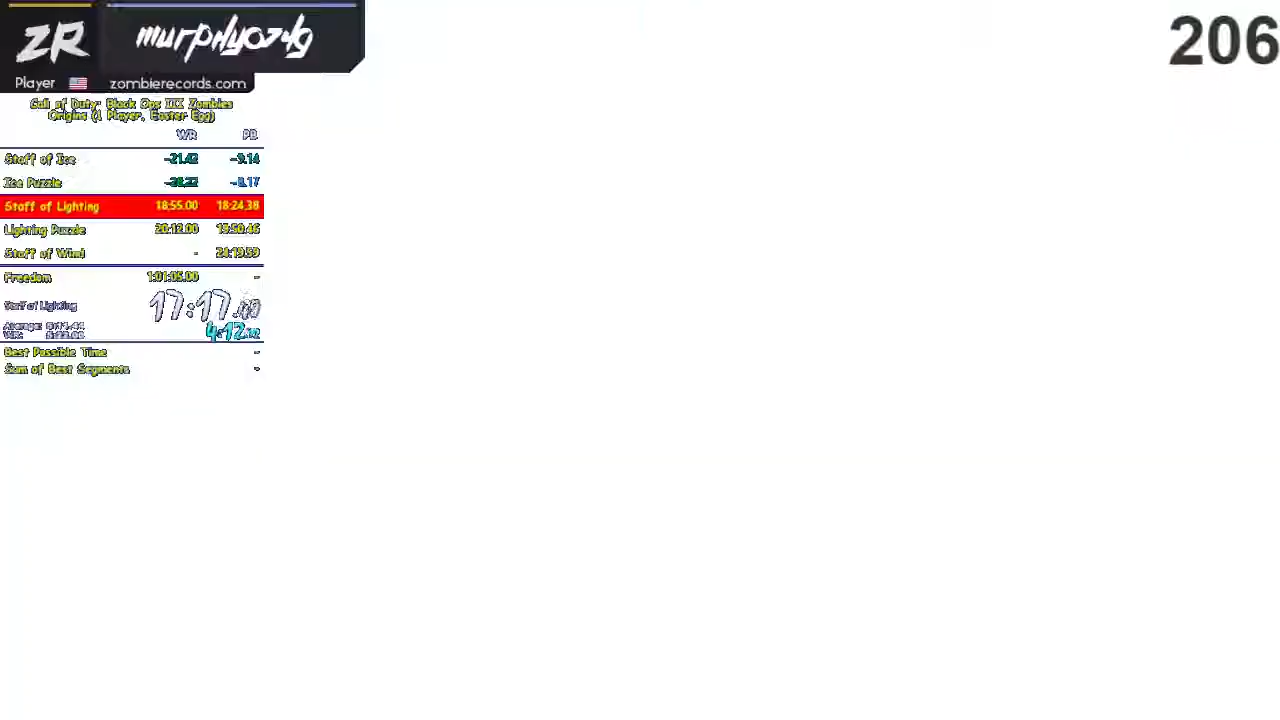 ZR
206
Player zombierecords.com
Call of Duty: Black Ops III Zombies
Origins (1 Player, Easter Egg)
WR PB
Staff of Ice -21.42 -9.14
Ice Puzzle -8.17
Staff of Lighting 18:55.00 18:24.38
Lighting Puzzle 20:12.00 19:50.46
Staff of Wind - 24:19.59
Freedom 1:01:05.00 -
Staff of Lighting 17:17
Average:
WR: 4:12
Best Possible Time -
Sum of Best Segments -